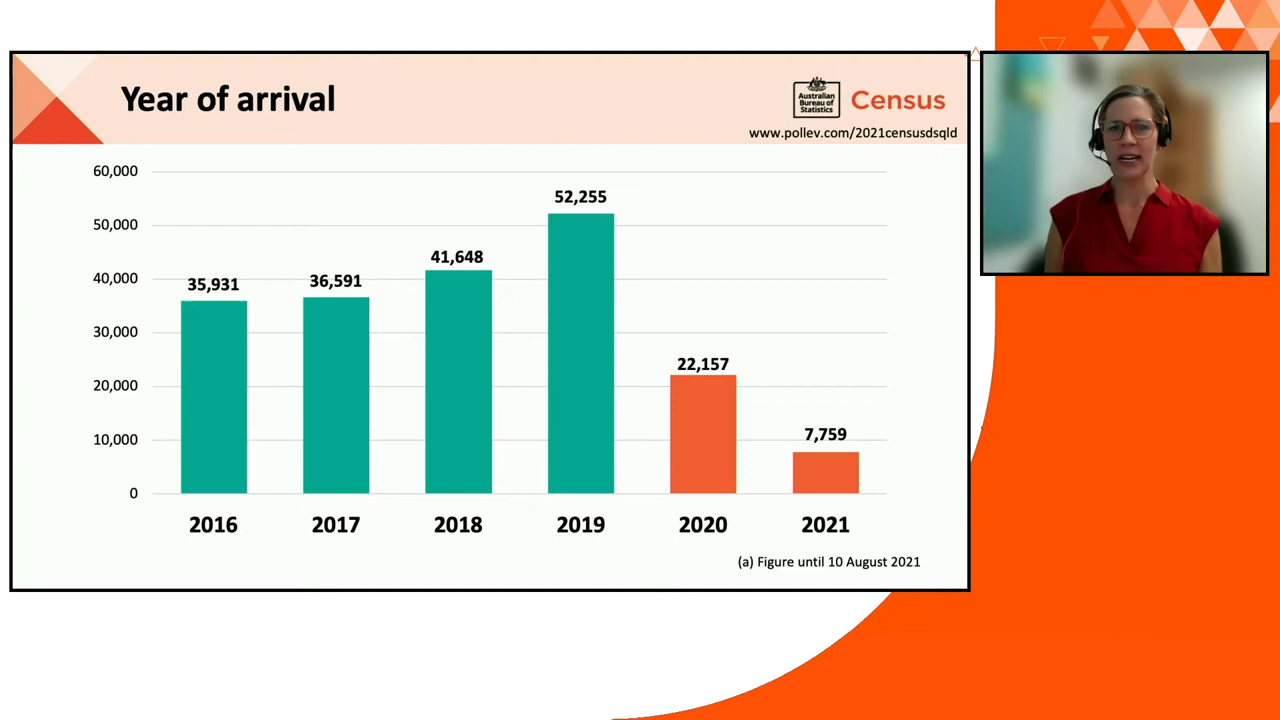 Year of arrival
Australian
Bureau of
Statistics
Census
www.pollev.com/2021censusdsqld
60,000
50,000
40,000
30,000
20,000
10,000
0
35,931
36,591
41,648
52,255
22,157
7,759
2016
2017
2018
2019
2020
2021
(a) Figure until 10 August 2021